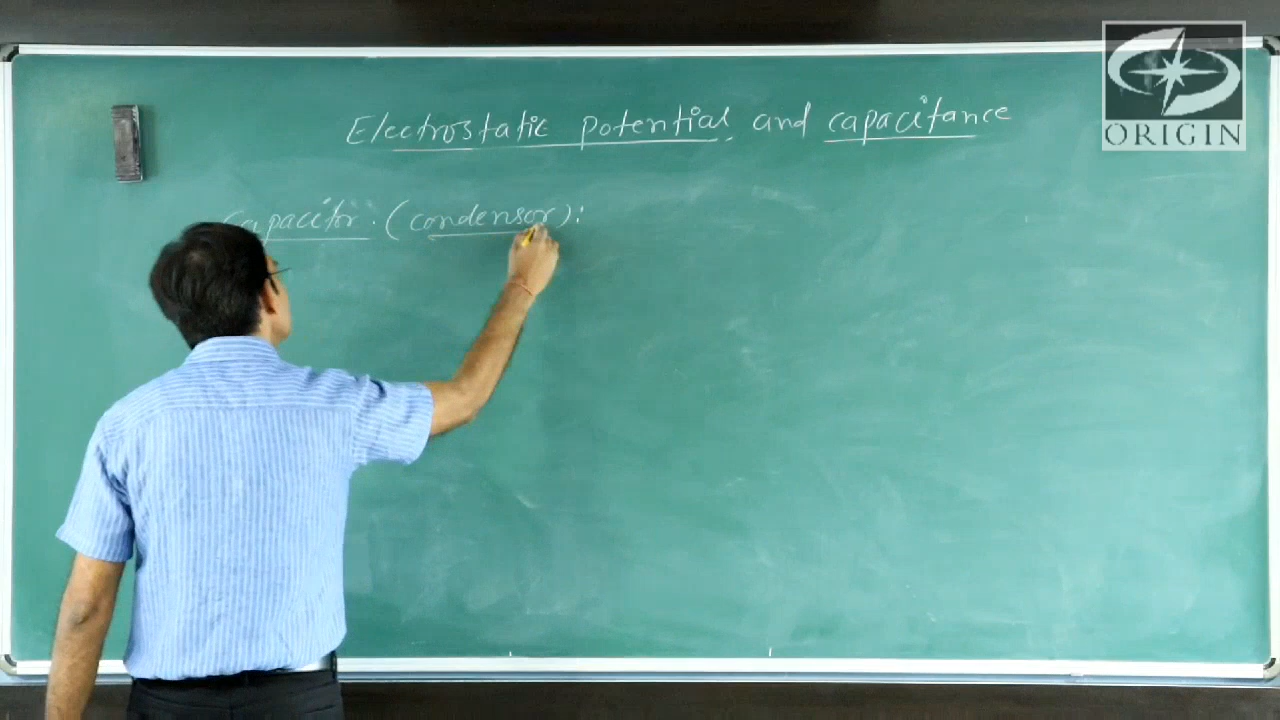 Electrostatic potential and capacitance
ORIGIN
Capacitor. (condensor):